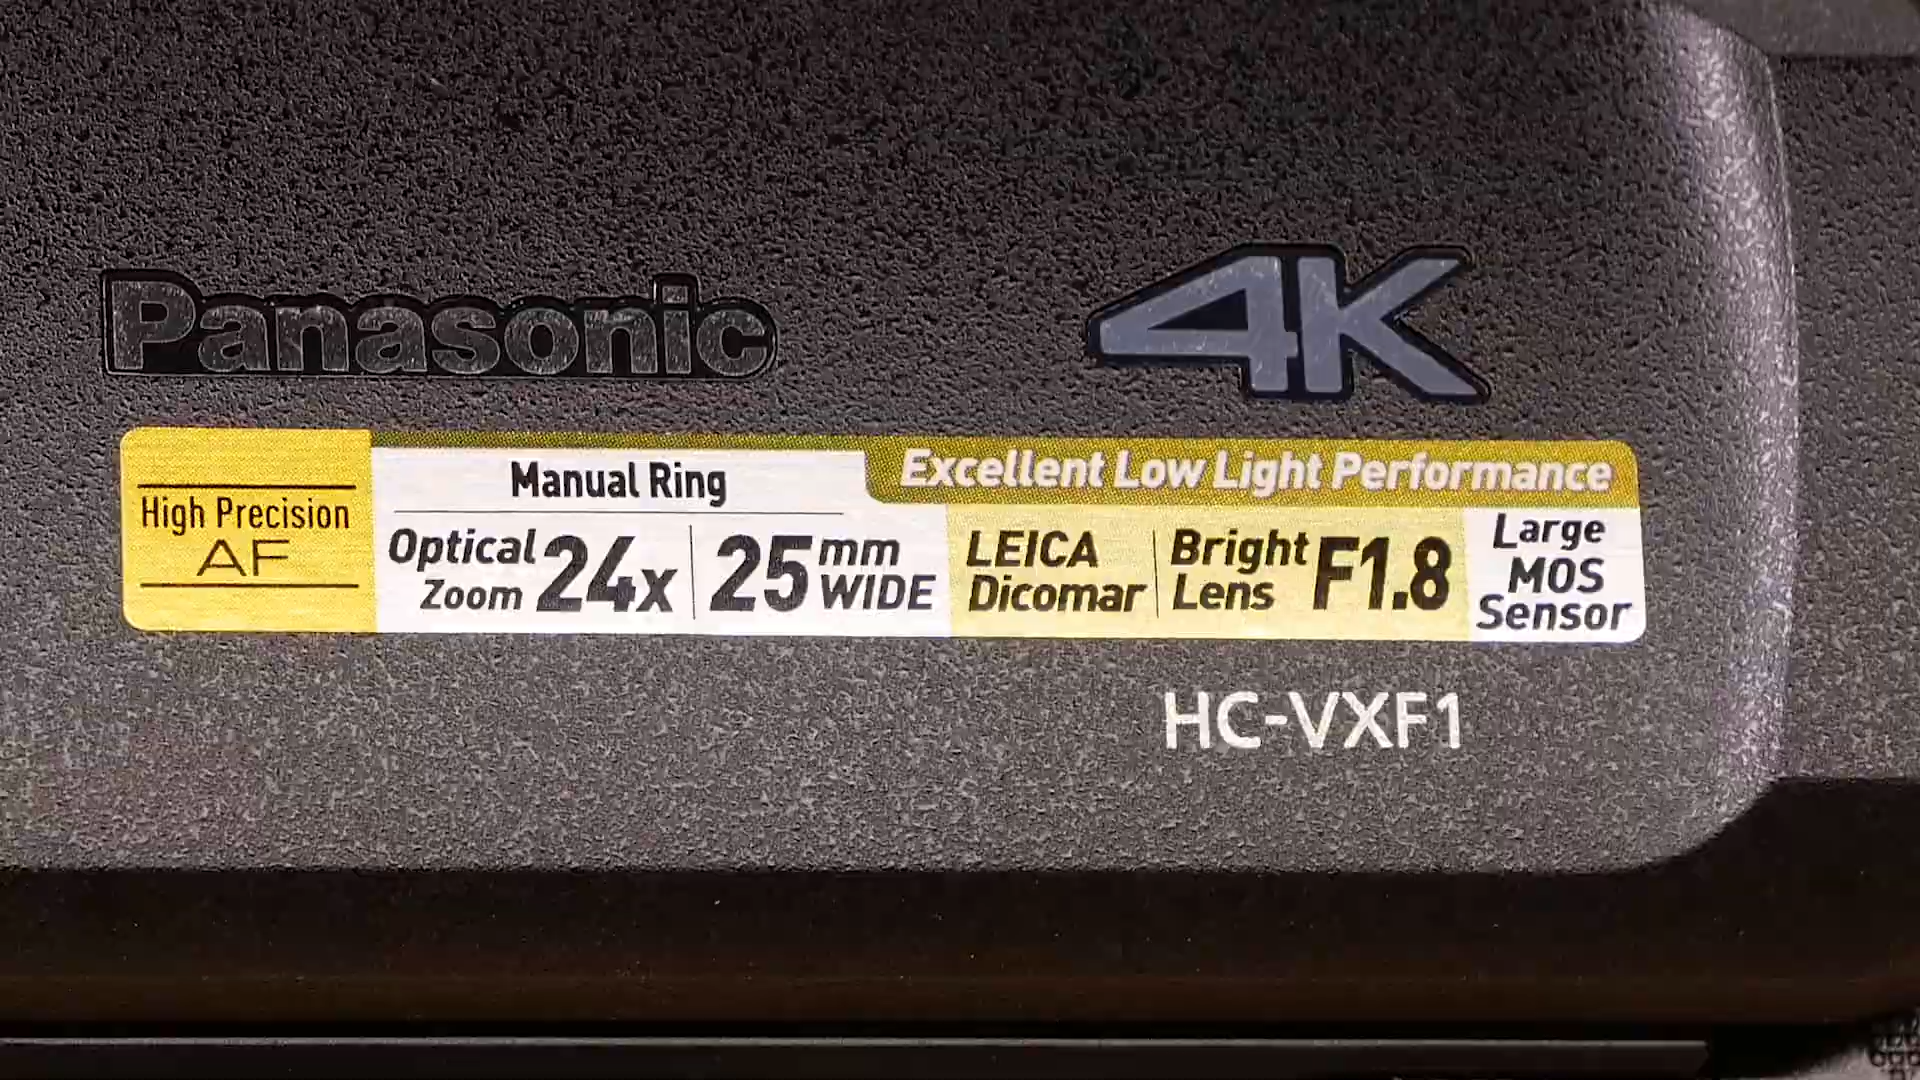 Panasonic
4K
High Precision
AF
Manual Ring
Optical
Zoom
24x
25
mm
WIDE
Excellent Low Light Performance
LEICA
Dicomar
Bright
Lens
F1.8
Large
MOS
Sensor
HC-VXF1